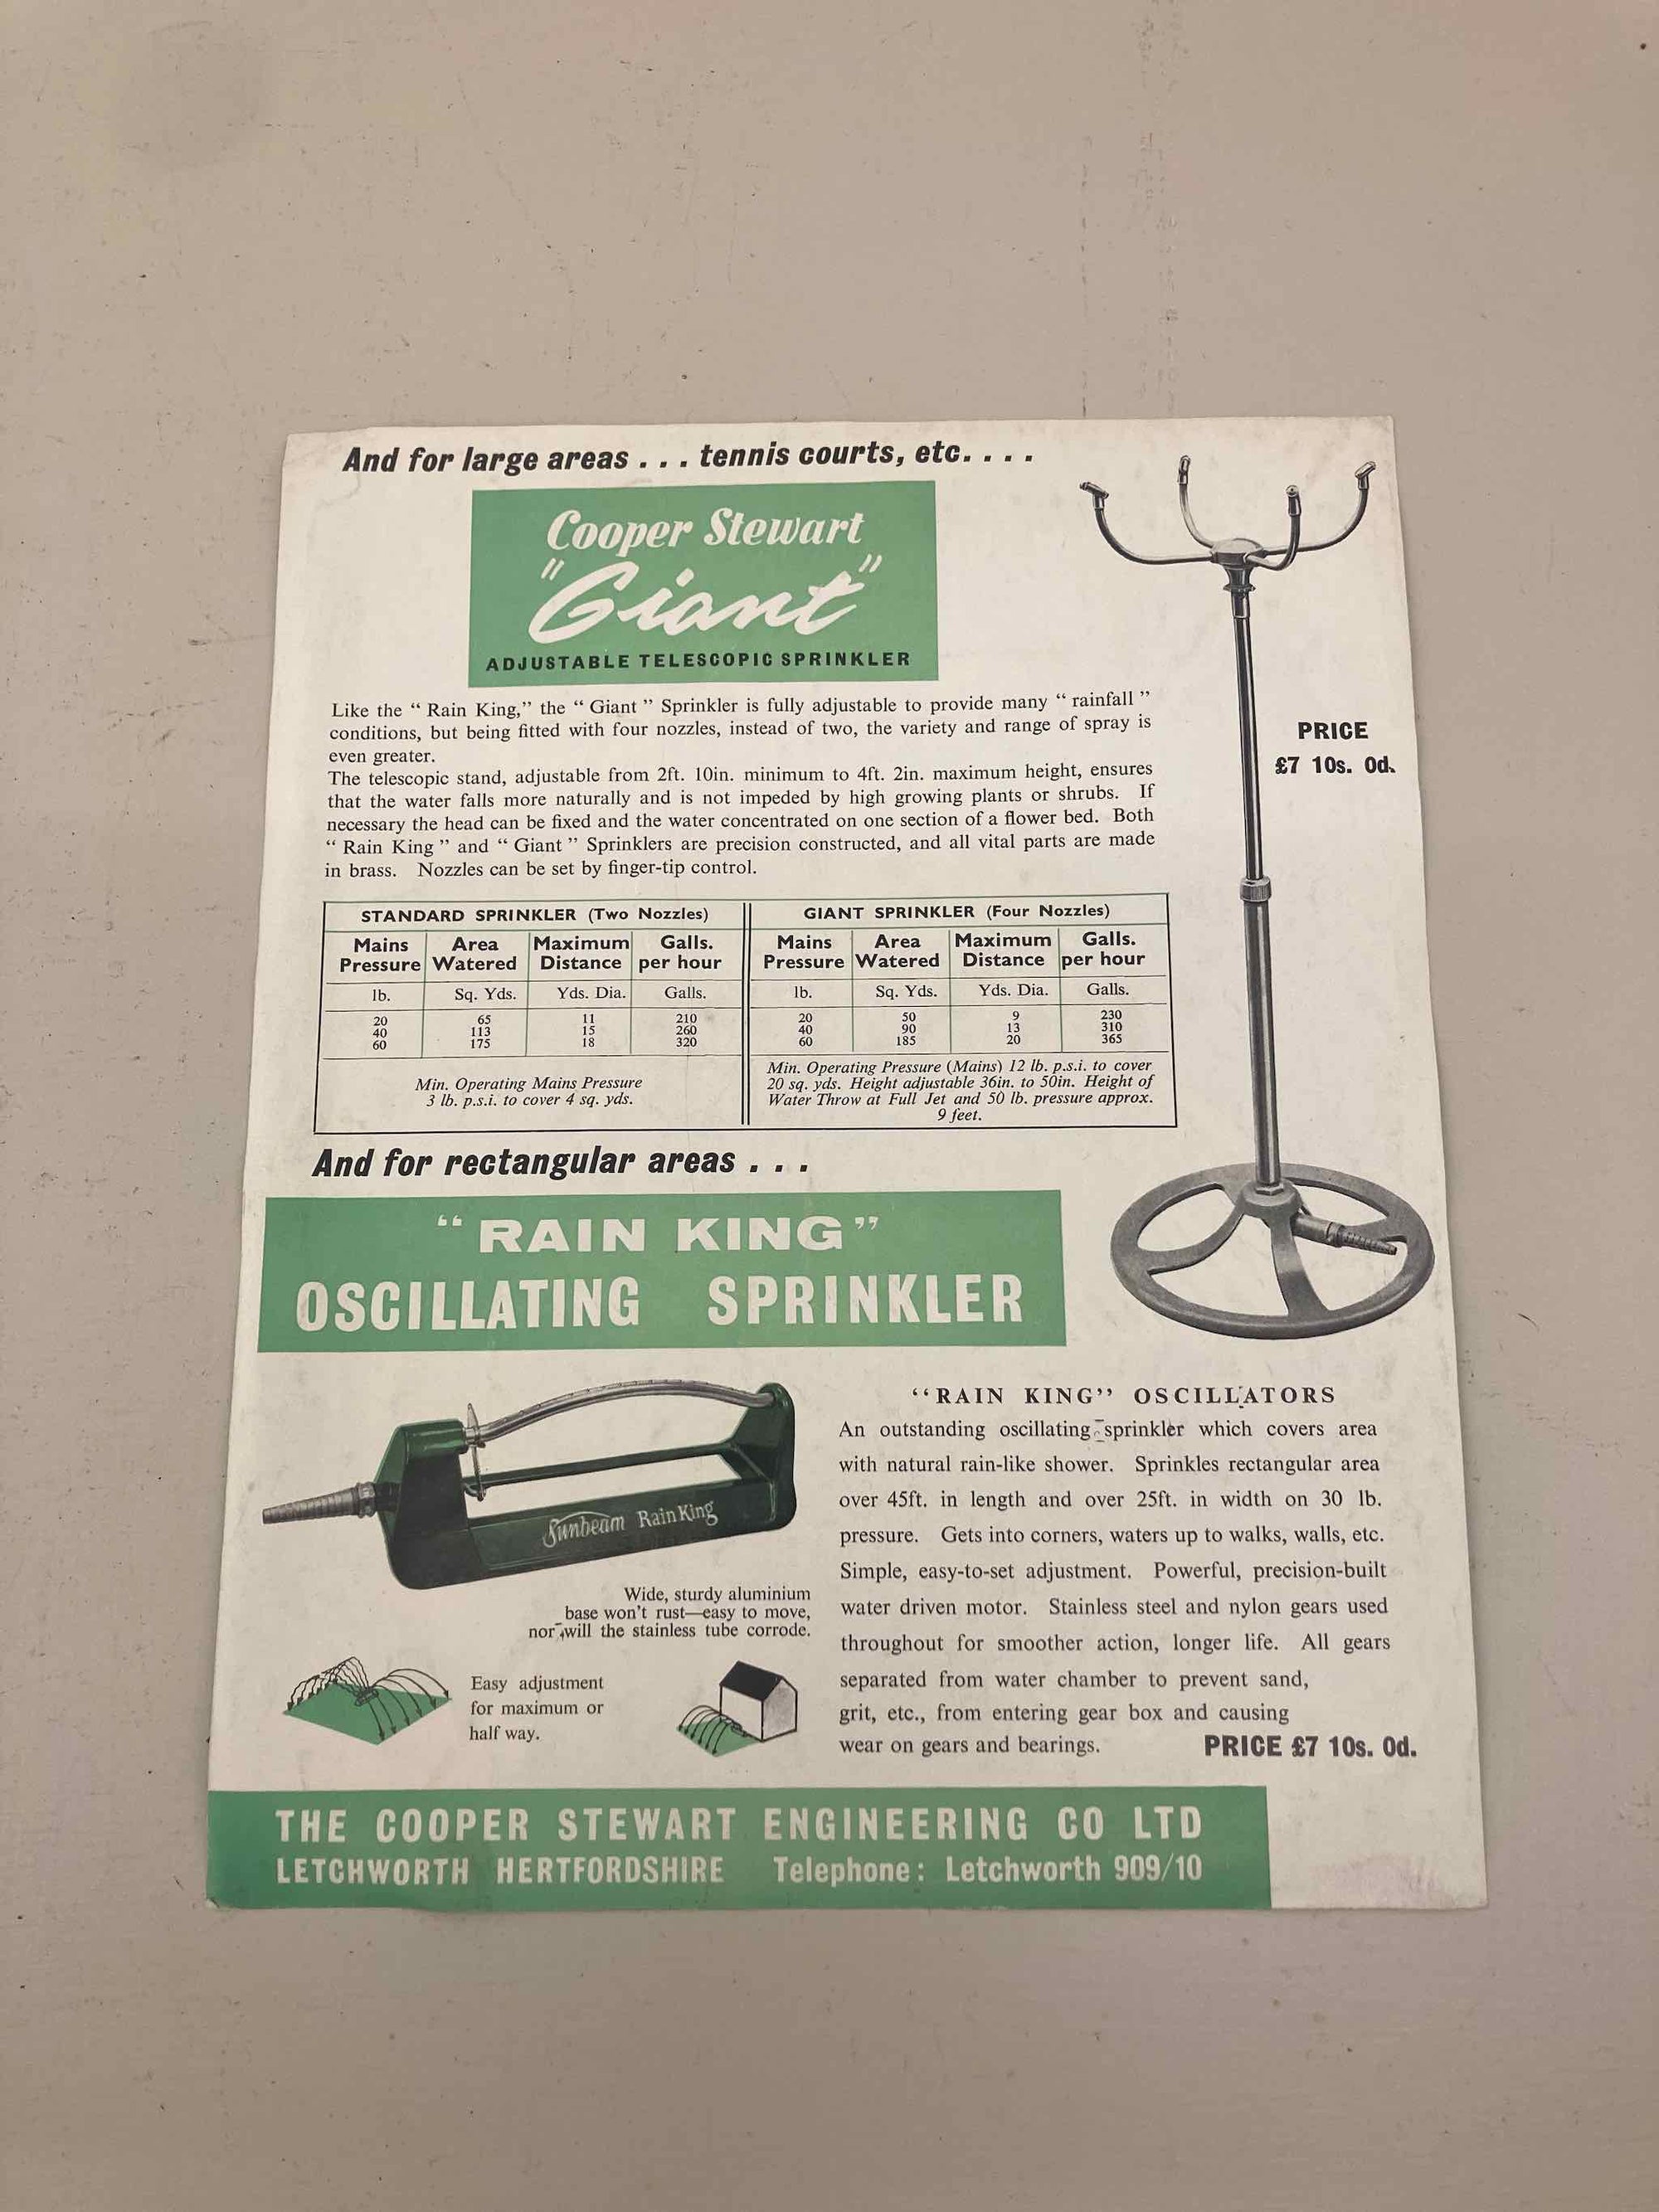 And for large areas . . . tennis courts, etc. . . .
Cooper Stewart
"Giant"
ADJUSTABLE TELESCOPIC SPRINKLER
Like the “ Rain King,” the “ Giant ” Sprinkler is fully adjustable to provide many “ rainfall ”
conditions, but being fitted with four nozzles, instead of two, the variety and range of spray is
even greater.
The telescopic stand, adjustable from 2ft. 10in. minimum to 4ft. 2in. maximum height, ensures
that the water falls more naturally and is not impeded by high growing plants or shrubs. If
necessary the head can be fixed and the water concentrated on one section of a flower bed. Both
“ Rain King ” and “ Giant ” Sprinklers are precision constructed, and all vital parts are made
in brass. Nozzles can be set by finger-tip control.
PRICE
£7 10s. 0d.
STANDARD SPRINKLER (Two Nozzles)
Mains Area Maximum Galls.
Pressure Watered Distance per hour
lb. Sq. Yds. Yds. Dia. Galls.
20 65 11 210
40 113 15 260
60 175 18 320
Min. Operating Mains Pressure
3 lb. p.s.i. to cover 4 sq. yds.
GIANT SPRINKLER (Four Nozzles)
Mains Area Maximum Galls.
Pressure Watered Distance per hour
lb. Sq. Yds. Yds. Dia. Galls.
20 50 9 230
40 90 13 310
60 185 20 365
Min. Operating Pressure (Mains) 12 lb. p.s.i. to cover
20 sq. yds. Height adjustable 36in. to 50in. Height of
Water Throw at Full Jet and 50 lb. pressure approx.
9 feet.
And for rectangular areas . . .
“RAIN KING”
OSCILLATING SPRINKLER
Sunbeam Rain King
Wide, sturdy aluminium
base won't rust—easy to move,
nor will the stainless tube corrode.
Easy adjustment
for maximum or
half way.
“RAIN KING” OSCILLATORS
An outstanding oscillating sprinkler which covers area
with natural rain-like shower. Sprinkles rectangular area
over 45ft. in length and over 25ft. in width on 30 lb.
pressure. Gets into corners, waters up to walks, walls, etc.
Simple, easy-to-set adjustment. Powerful, precision-built
water driven motor. Stainless steel and nylon gears used
throughout for smoother action, longer life. All gears
separated from water chamber to prevent sand,
grit, etc., from entering gear box and causing
wear on gears and bearings.
PRICE £7 10s. 0d.
THE COOPER STEWART ENGINEERING CO LTD
LETCHWORTH HERTFORDSHIRE Telephone: Letchworth 909/10